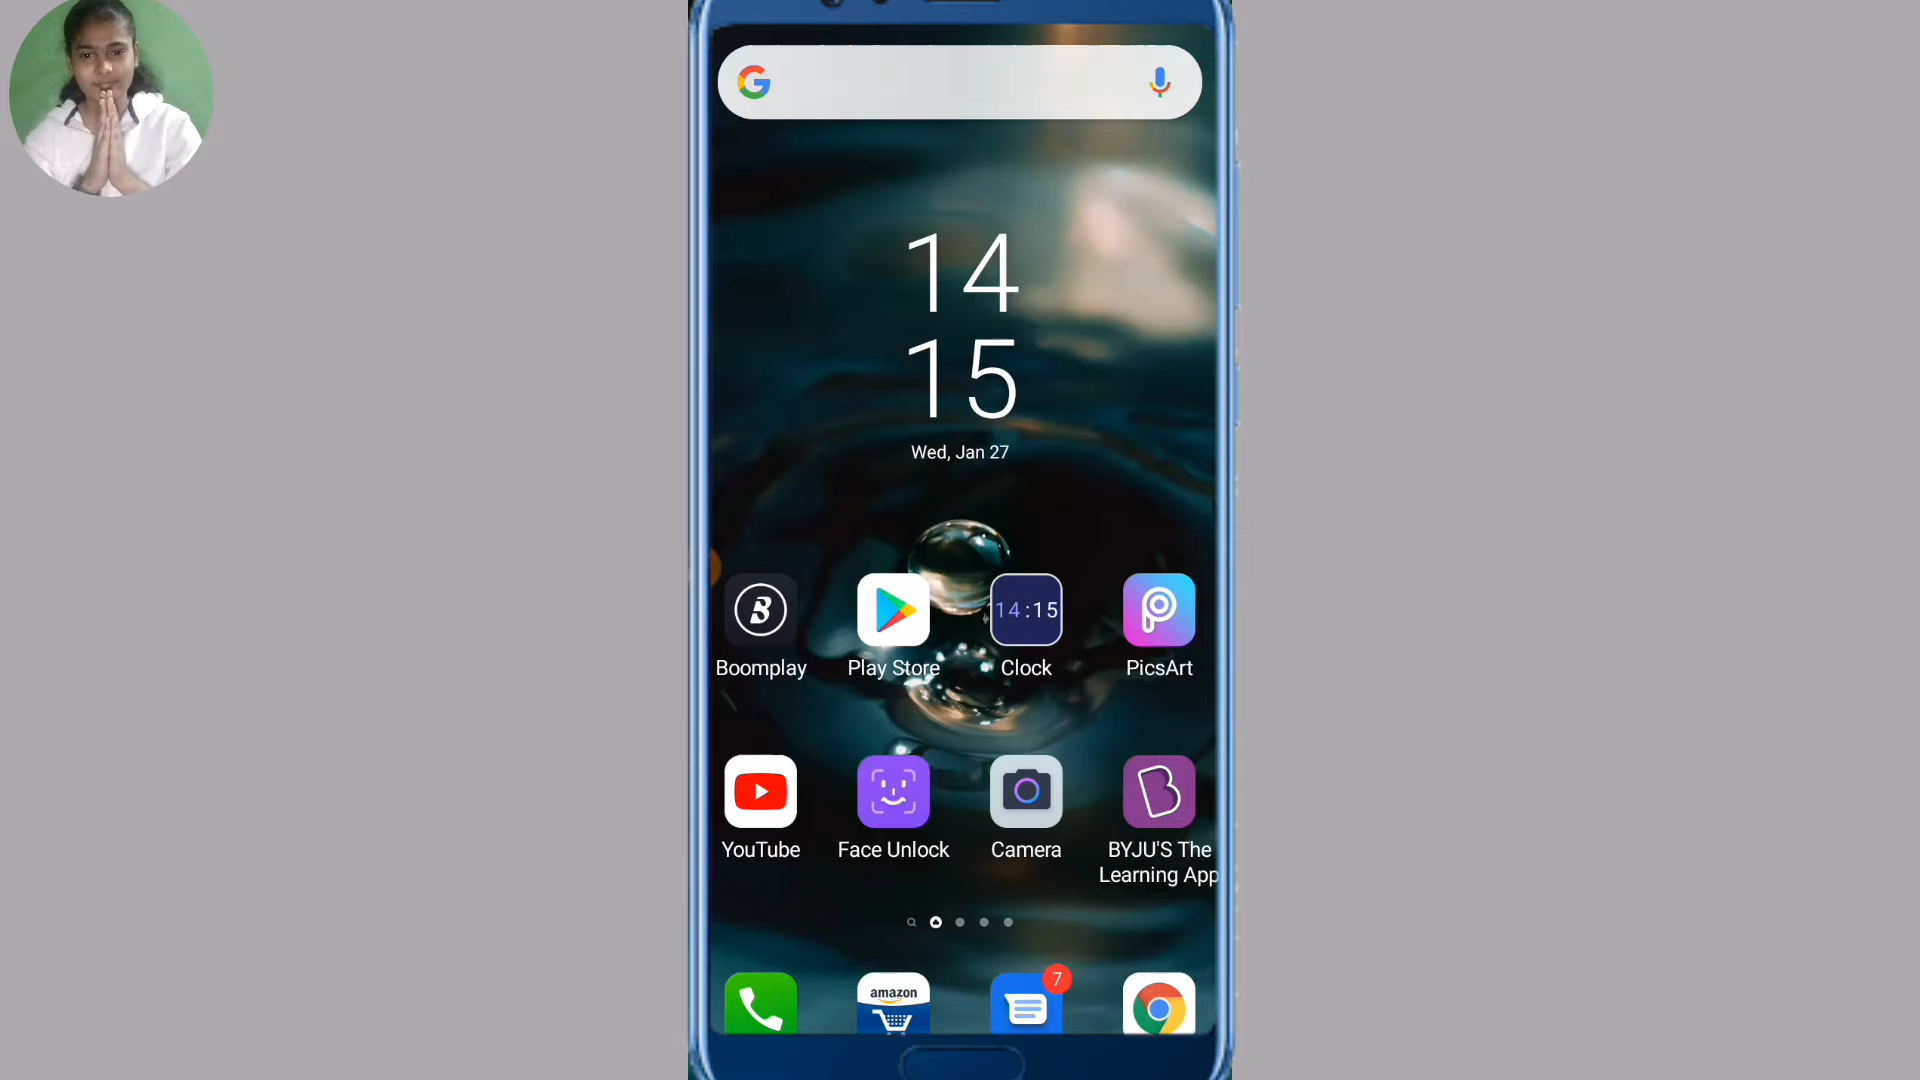 14
15
Wed, Jan 27
14:15
Boomplay
Play Store
Clock
PicsArt
YouTube
Face Unlock
Camera
BYJU'S The
Learning App
7
amazon